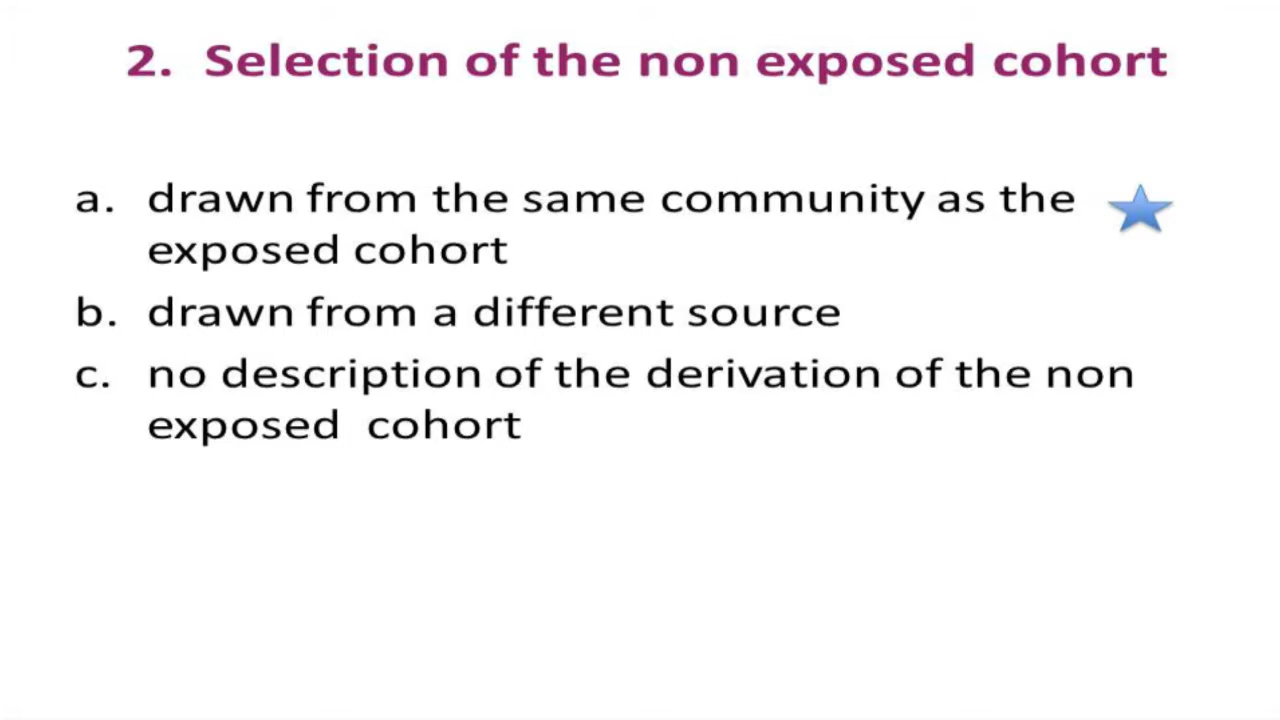 2. Selection of the non exposed cohort
a. drawn from the same community as the
exposed cohort
b. drawn from a different source
c. no description of the derivation of the non
exposed cohort